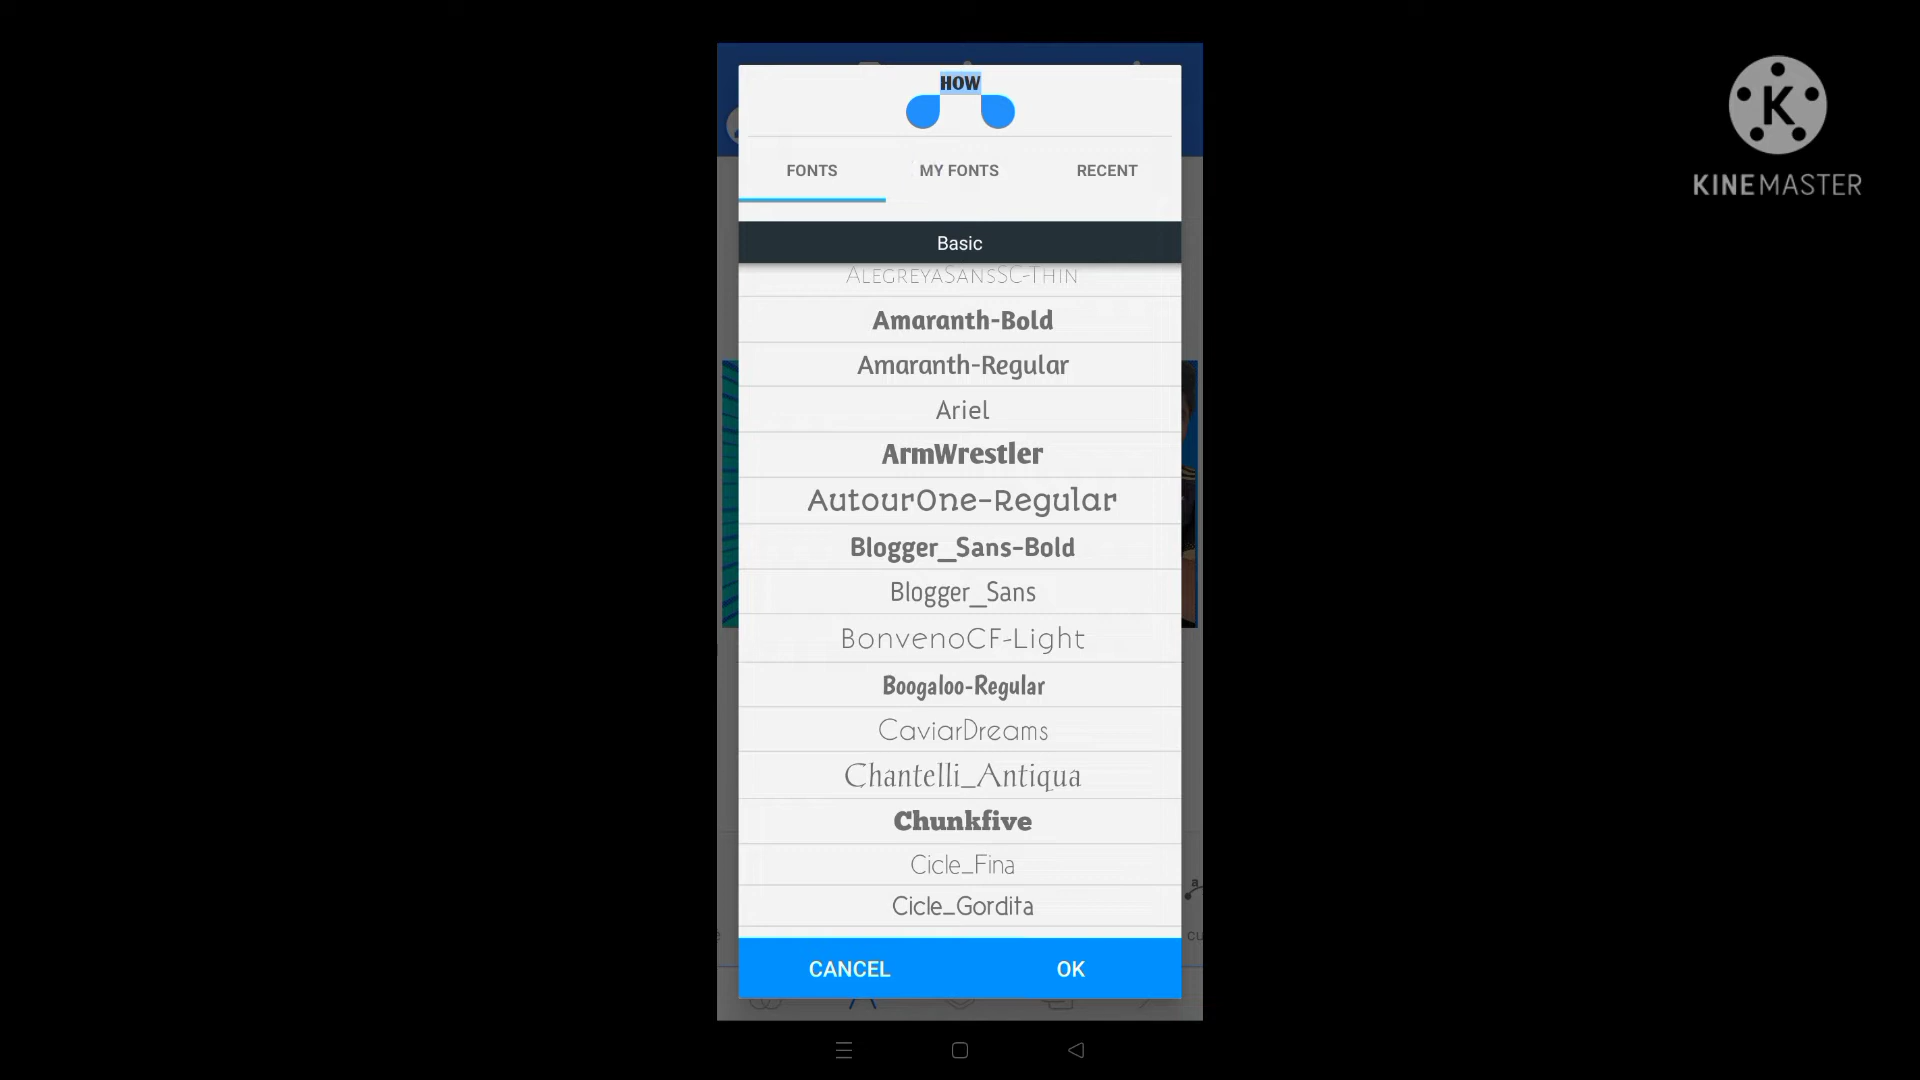 HOW
FONTS
MY FONTS
RECENT
Basic
AlegreyaSansSC-Thin
Amaranth-Bold
Amaranth-Regular
Ariel
ArmWrestler
AutourOne-Regular
Blogger_Sans-Bold
Blogger_Sans
BonvenoCF-Light
Boogaloo-Regular
CaviarDreams
Chantelli_Antiqua
Chunkfive
Cicle_Fina
Cicle_Gordita
CANCEL
OK
K
KINEMASTER